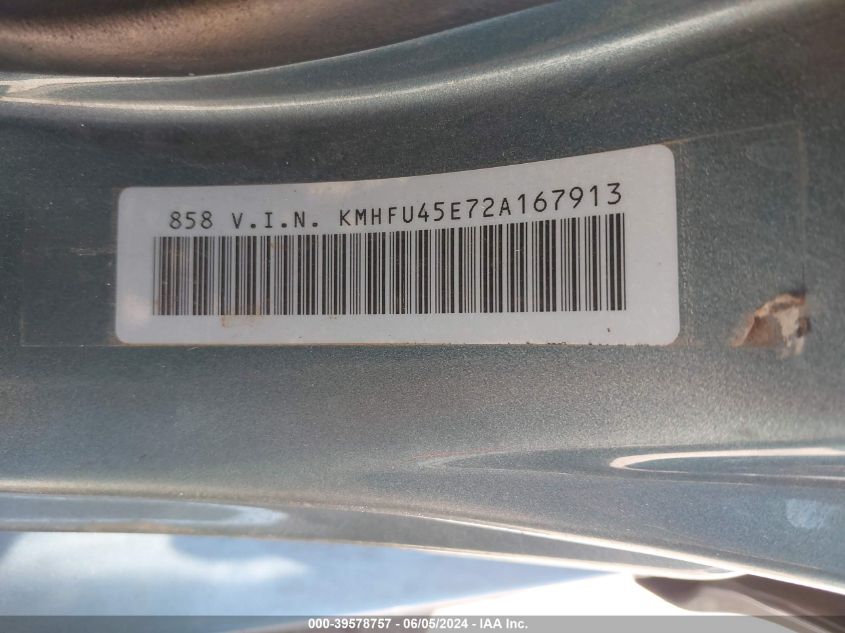 858 V.I.N. KMHFU45E72A167913
000-39578757 - 06/05/2024 - IAA Inc.